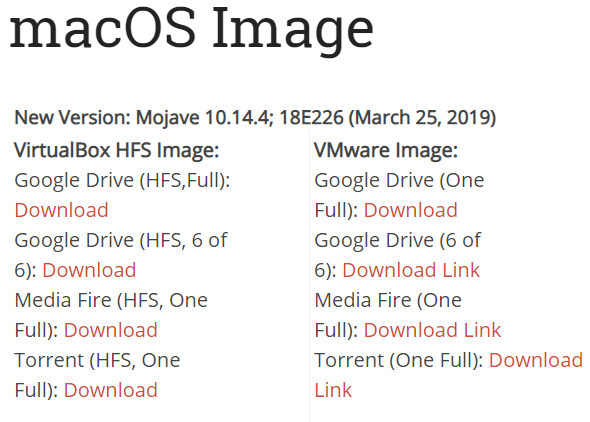 macOS Image
New Version: Mojave 10.14.4; 18E226 (March 25, 2019)
VirtualBox HFS Image:
Google Drive (HFS,Full):
Download
Google Drive (HFS, 6 of
6): Download
Media Fire (HFS, One
Full): Download
Torrent (HFS, One
Full): Download
VMware Image:
Google Drive (One
Full): Download
Google Drive (6 of
6): Download Link
Media Fire (One
Full): Download Link
Torrent (One Full): Download
Link